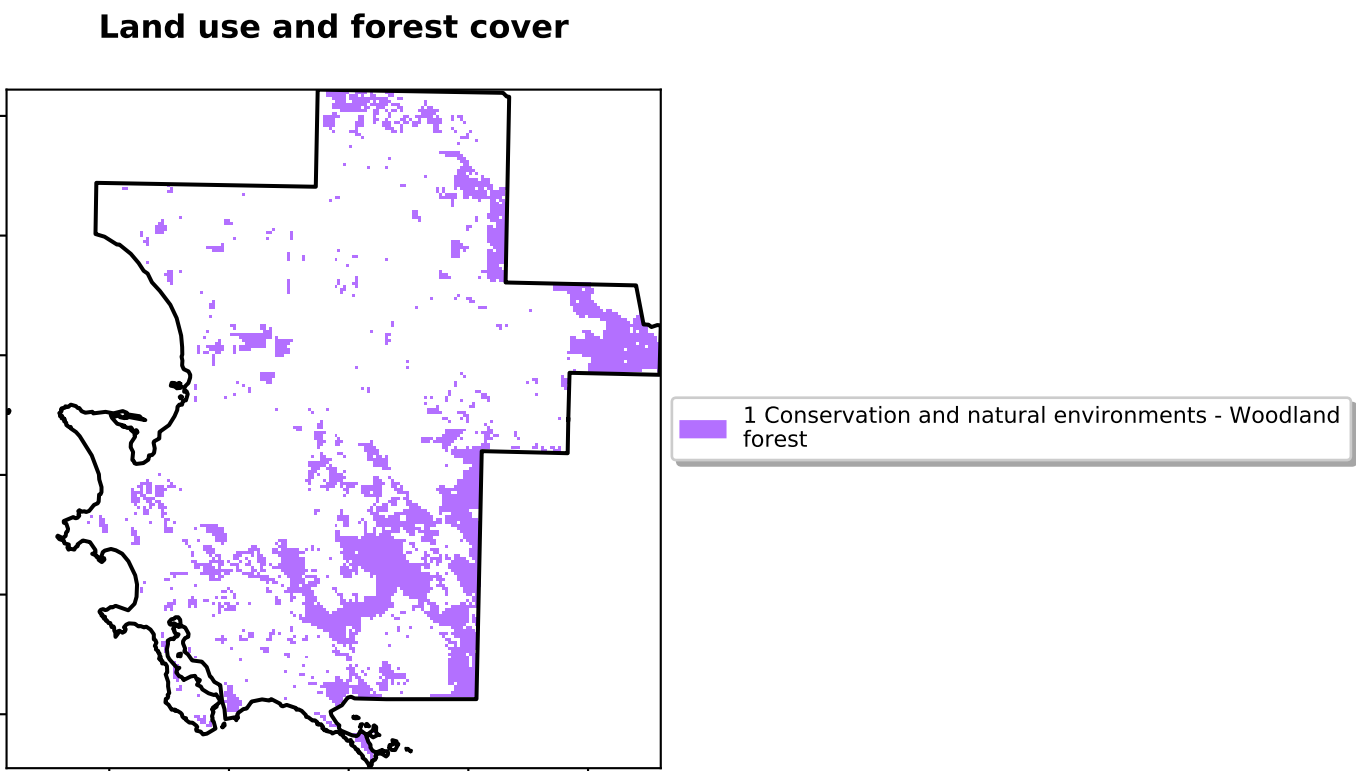 Land use and forest cover
1 Conservation and natural environments - Woodland
forest